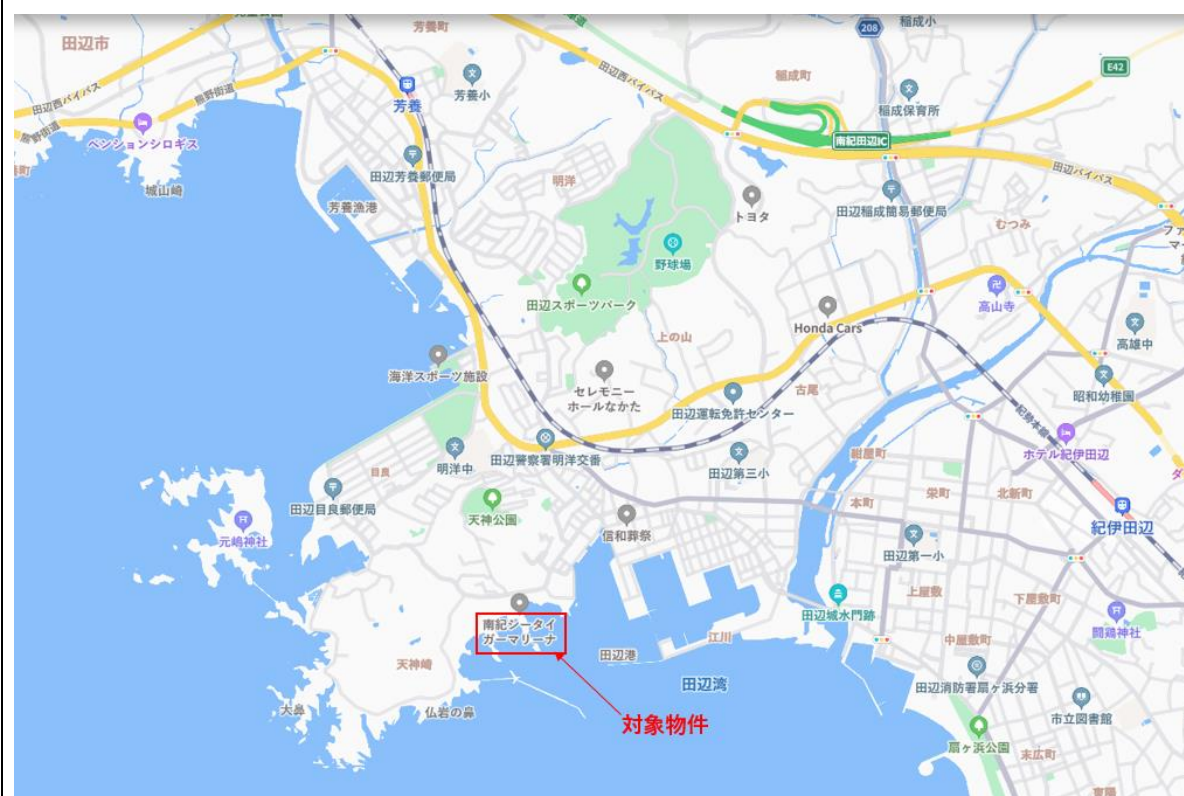 芳養町
208
稲成小
田辺市
E42
田辺西バイパス
稲成町
芳養小
稲成保育所
芳養
田辺西バイパス
熊野街道
ペンションシロギス
南紀田辺IC
熊野街道
田辺バイパス
城山崎
田辺芳養郵便局
明洋
トヨタ
田辺稲成簡易郵便局
芳養漁港
むつみ
ファ
マー
野球場
高山寺
田辺スポーツパーク
Honda Cars
上の山
高雄中
海洋スポーツ施設
セレモニー
ホールなかた
古尾
昭和幼稚園
田辺運転免許センター
紀勢本線
田辺警察署明洋交番
明洋中
目良
田辺第三小
紺屋町
ホテル紀伊田辺
栄町
北新町
本町
田辺目良郵便局
天神公園
信和葬祭
紀伊田辺
元嶋神社
田辺第一小
上屋敷
下屋敷町
田辺城水門跡
南紀シータイ
ガーマリーナ
江川
中屋敷町
闘鶏神社
田辺港
天神崎
田辺湾
田辺消防署扇ヶ浜分署
大鼻
仏岩の鼻
対象物件
市立図書館
扇ヶ浜公園
末広町
東陽